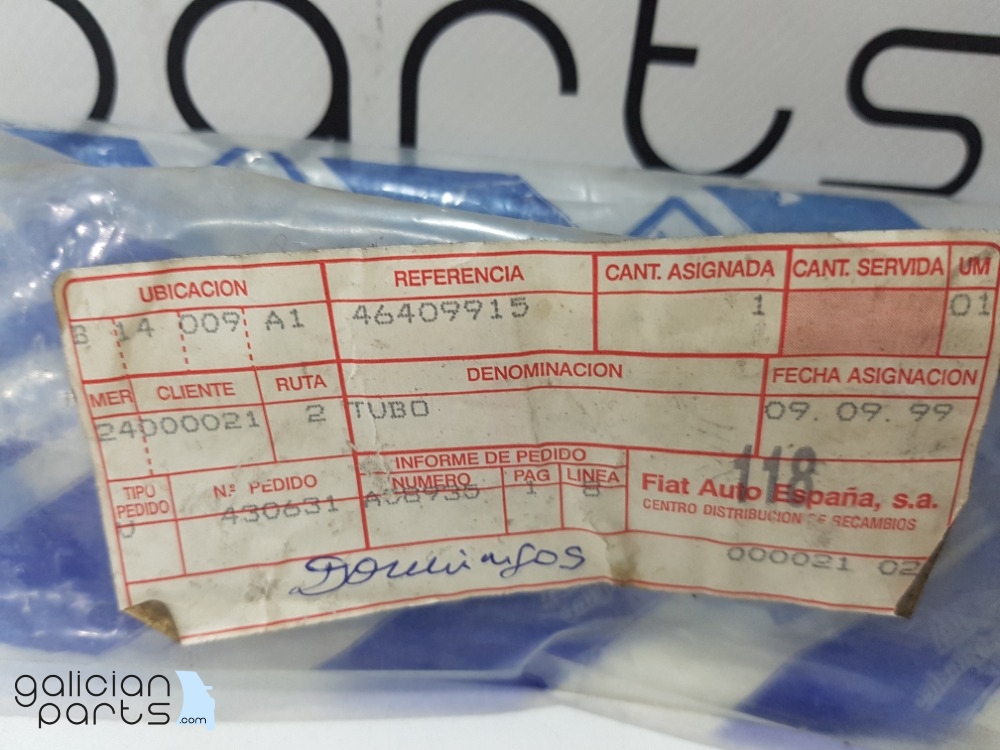 parts
UBICACION REFERENCIA CANT. ASIGNADA CANT. SERVIDA UM
14 009 A1 46409915 1 01
MER CLIENTE RUTA DENOMINACION FECHA ASIGNACION
24000021 2 TUBO 09.09.99
TIPO PEDIDO N.º PEDIDO INFORME DE PEDIDO
NUMERO PAG LINEA
430631 1
118
Fiat Auto España, s.a.
CENTRO DISTRIBUCION DE RECAMBIOS
Domingos
000021 02
galician
parts.com